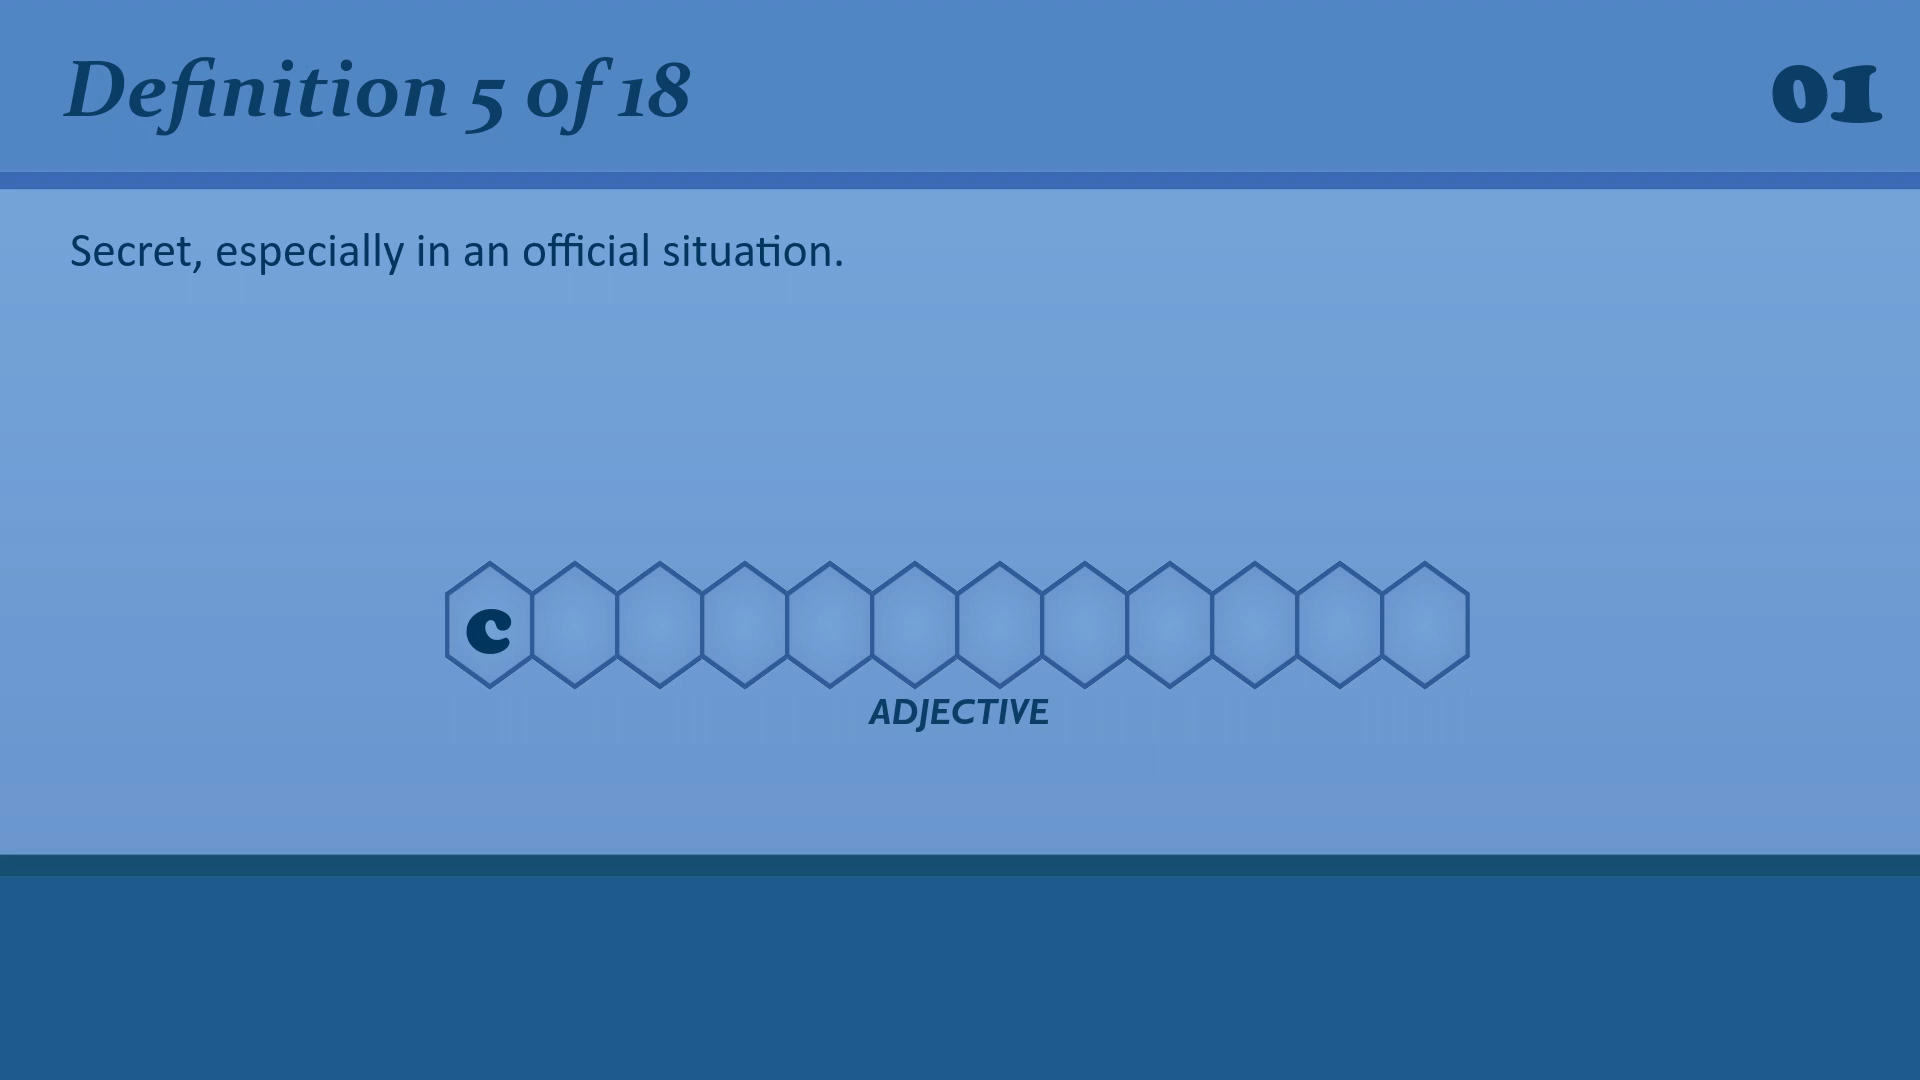 Definition 5 of 18
01
Secret, especially in an official situation.
C
ADJECTIVE